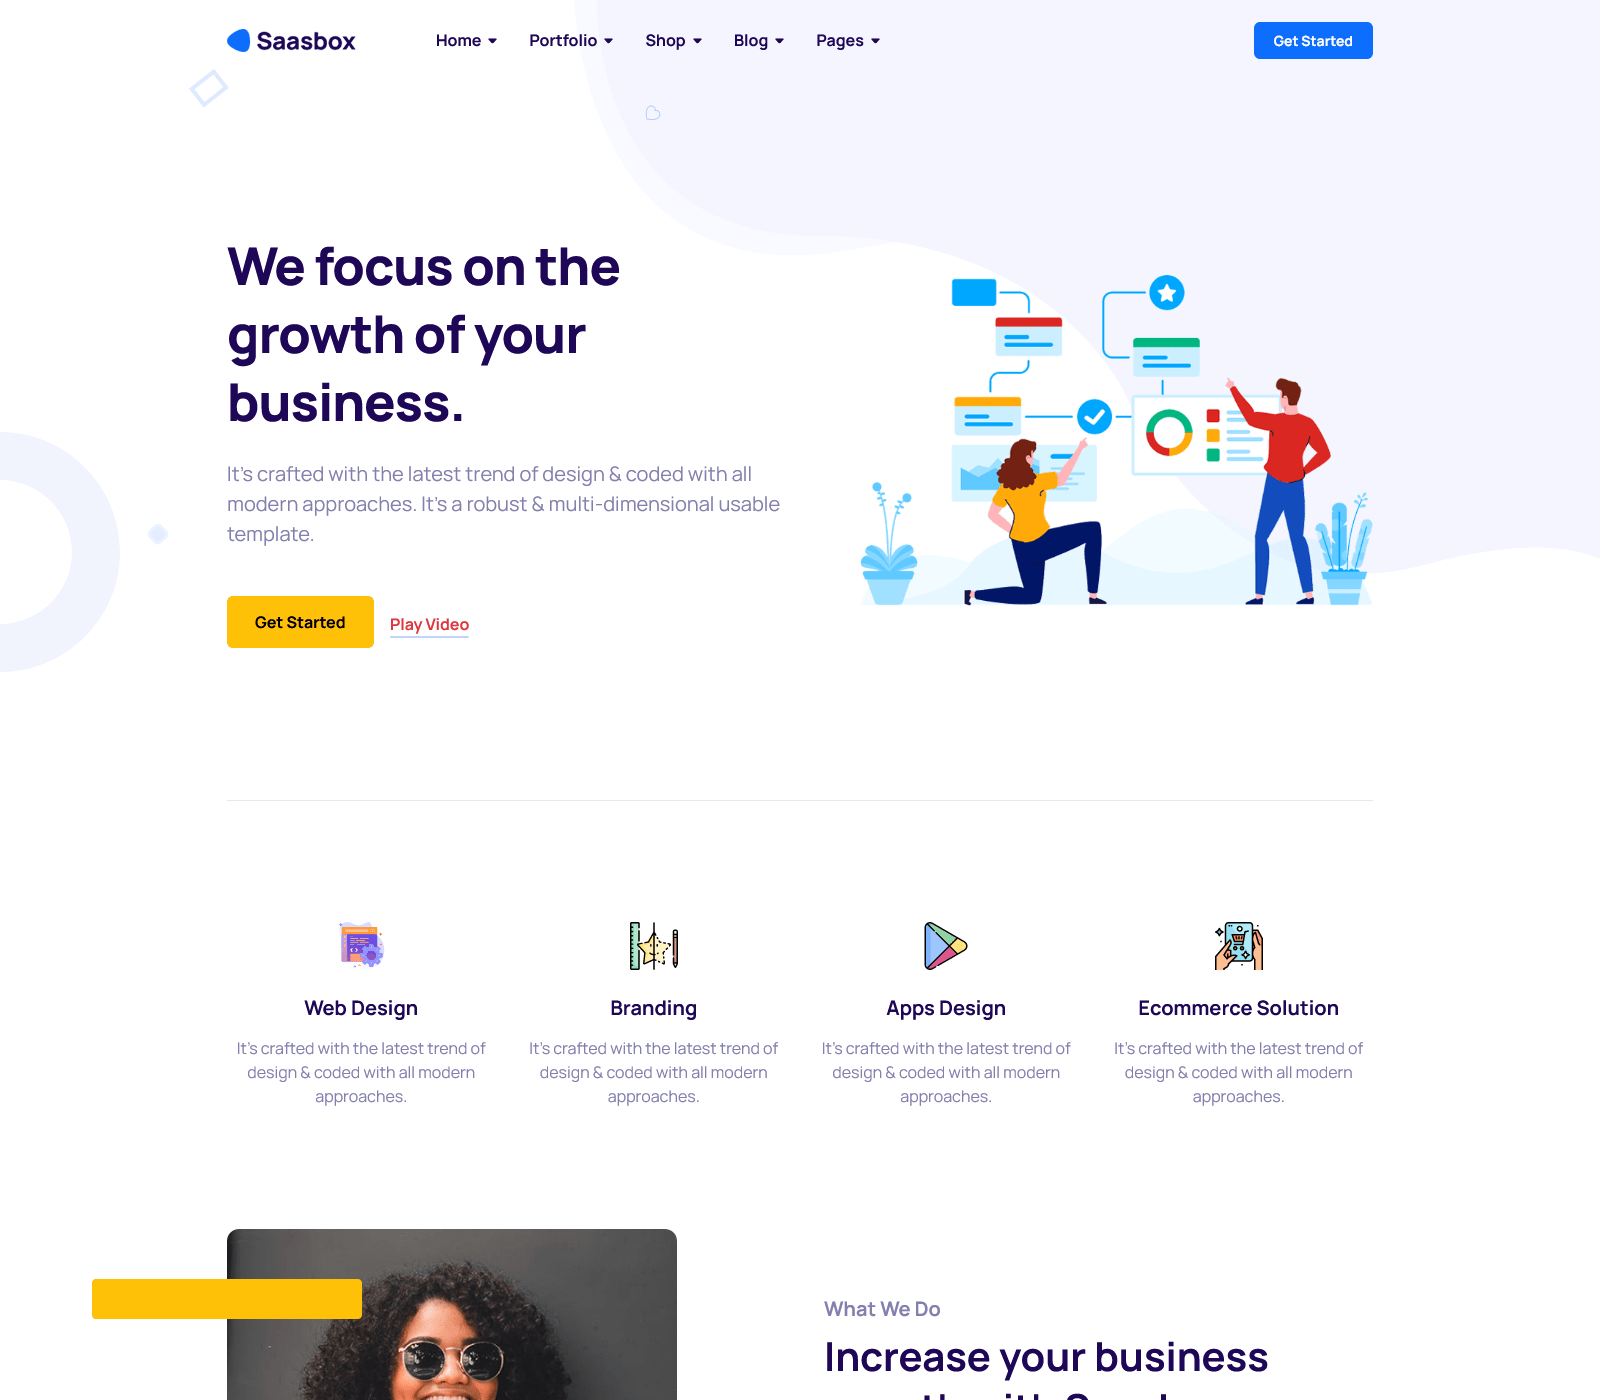 Saasbox
Home
Portfolio
Shop
Blog
Pages
Get Started
We focus on the
growth of your
business.
It's crafted with the latest trend of design & coded with all
modern approaches. It's a robust & multi-dimensional usable
template.
Get Started
Play Video
Web Design
It's crafted with the latest trend of
design & coded with all modern
approaches.
Branding
It's crafted with the latest trend of
design & coded with all modern
approaches.
Apps Design
It's crafted with the latest trend of
design & coded with all modern
approaches.
Ecommerce Solution
It's crafted with the latest trend of
design & coded with all modern
approaches.
What We Do
Increase your business